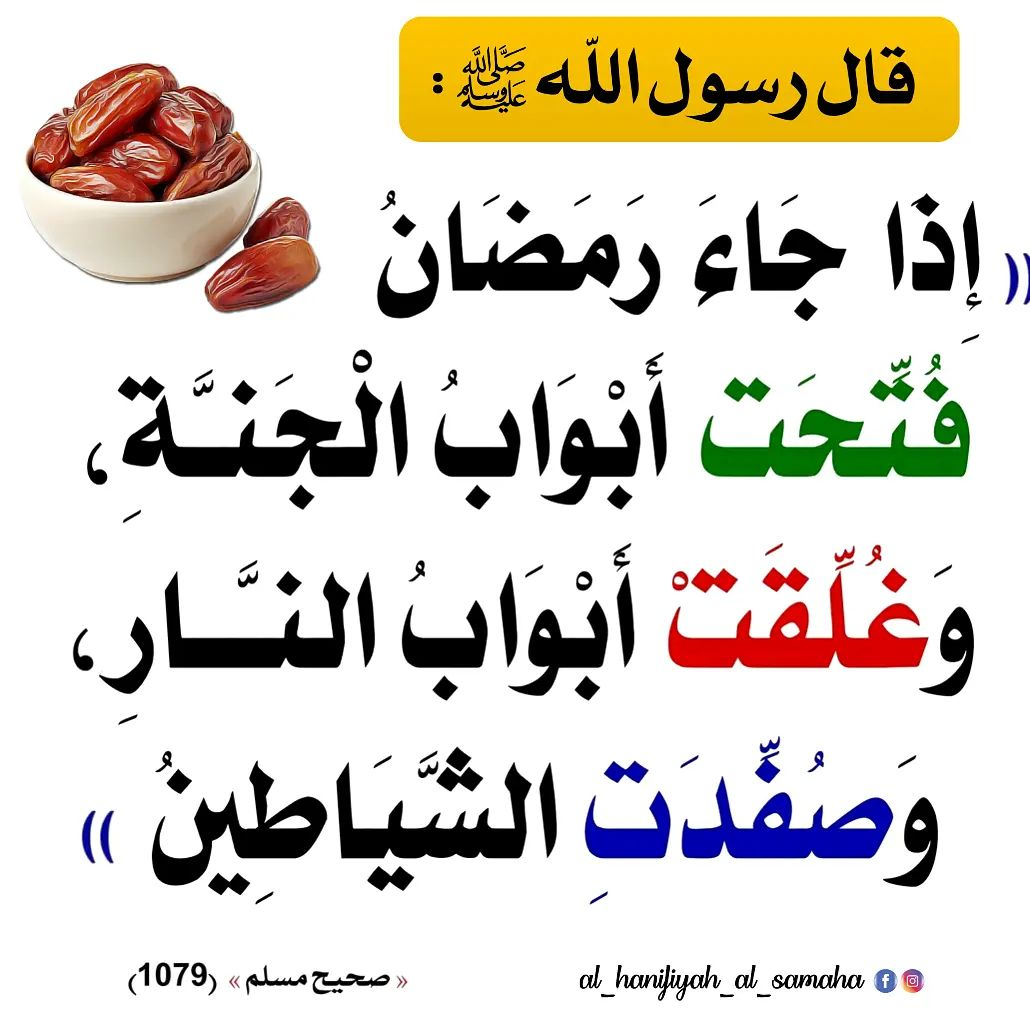 قال رسول الله ﷺ :
(( إِذَا جَاءَ رَمَضَانُ
فُتِّحَت أَبْوَابُ الْجَنَّةِ،
وَغُلِّقَتْ أَبْوَابُ النَّارِ،
وَصُفِّدَتِ الشَّيَاطِينُ ))
al_hanifiyah_al_samaha
« صحيح مسلم » (1079)